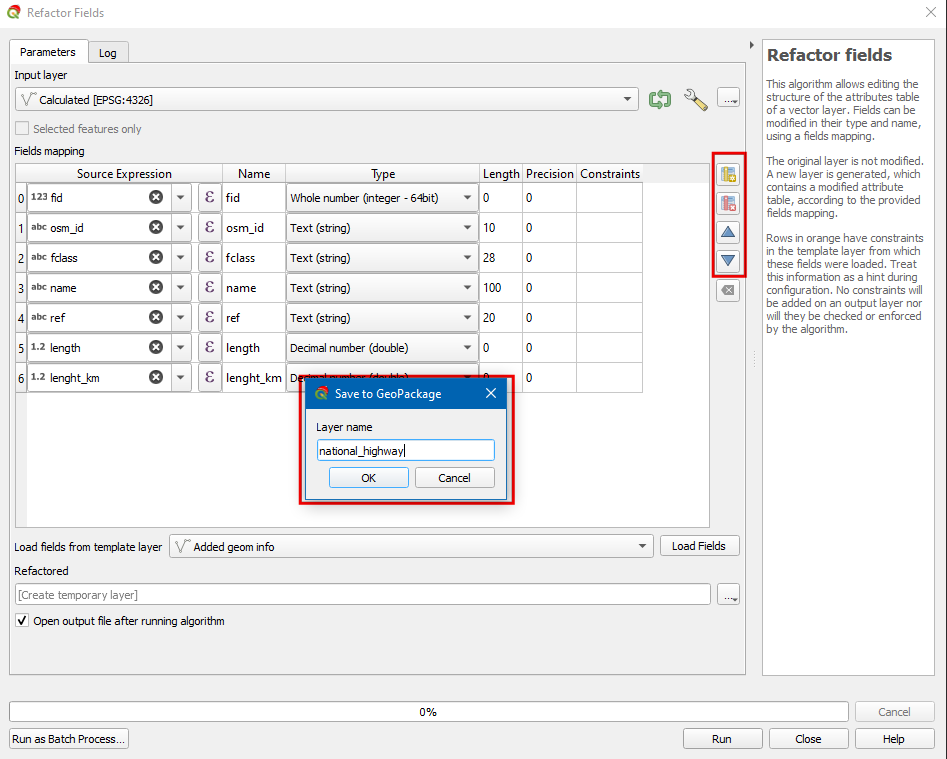 Refactor Fields
Parameters
Log
Input layer
Calculated [EPSG:4326]
...
Selected features only
Fields mapping
Source Expression Name Type Length Precision Constraints
0 123 fid ε fid Whole number (integer - 64bit) 0 0
1 abc osm_id ε osm_id Text (string) 10 0
2 abc fclass ε fclass Text (string) 28 0
3 abc name ε name Text (string) 100 0
4 abc ref ε ref Text (string) 20 0
5 1.2 length ε length Decimal number (double) 0 0
6 1.2 lenght_km ε lenght_km Decimal number (double) 0 0
Save to GeoPackage
Layer name
national_highway
OK Cancel
Load fields from template layer Added geom info Load Fields
Refactored
[Create temporary layer] ...
Open output file after running algorithm
Refactor fields
This algorithm allows editing the
structure of the attributes table
of a vector layer. Fields can be
modified in their type and name,
using a fields mapping.
The original layer is not modified.
A new layer is generated, which
contains a modified attribute
table, according to the provided
fields mapping.
Rows in orange have constraints
in the template layer from which
these fields were loaded. Treat
this information as a hint during
configuration. No constraints will
be added on an output layer nor
will they be checked or enforced
by the algorithm.
0% Cancel
Run as Batch Process... Run Close Help